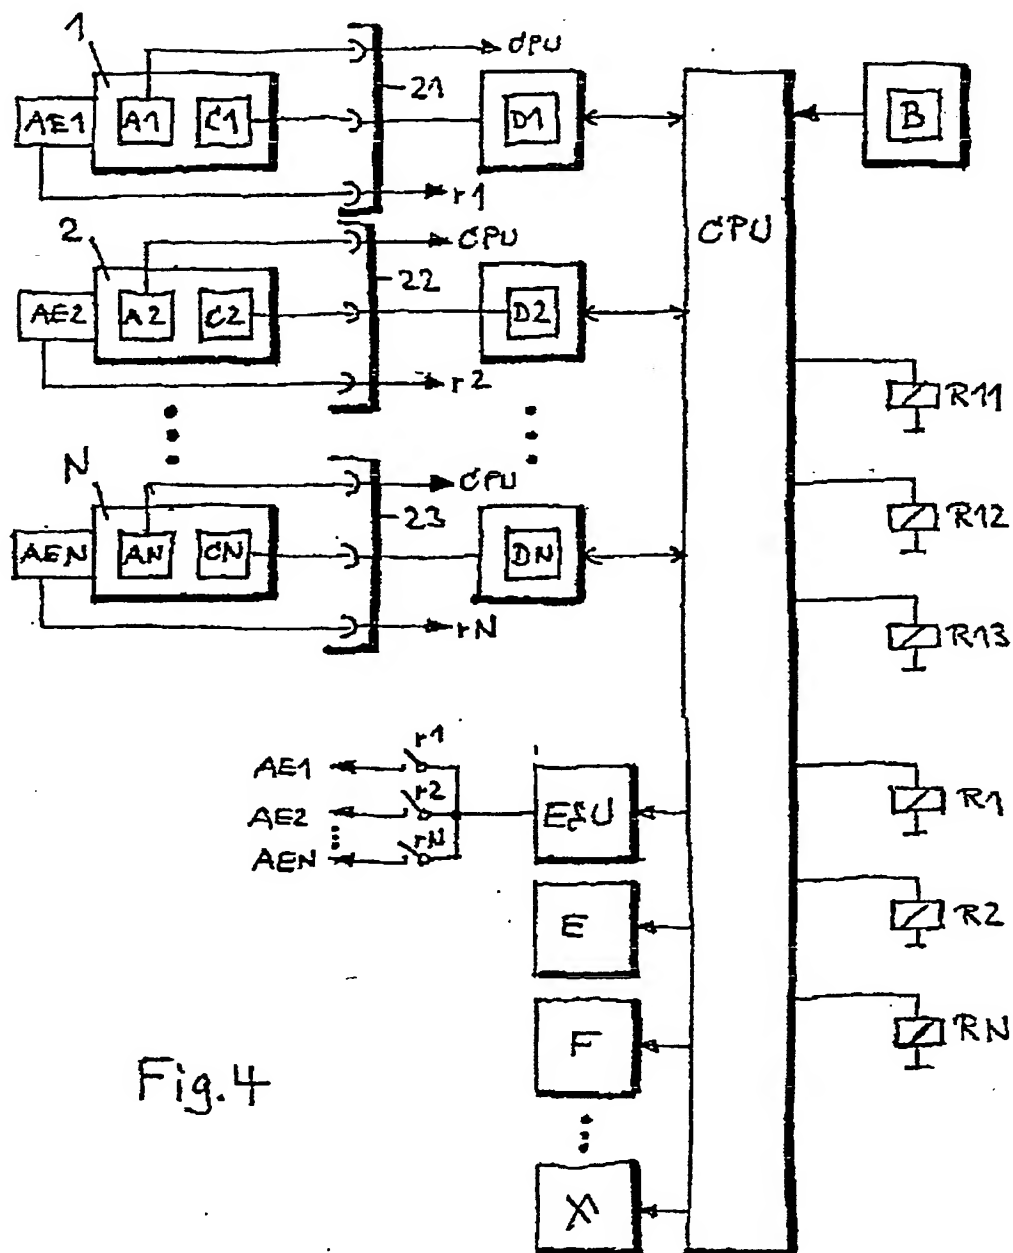 1
CPU
21
AE1 A1 C1 D1 B
r1
CPU
2
CPU
22
AE2 A2 C2 D2
r2
R11
N
CPU
23
R12
AEN AN CN DN
rN
R13
r1
AE1
r2
AE2
rN
AEN
ESU
R1
E
R2
F
RN
Fig.4
X